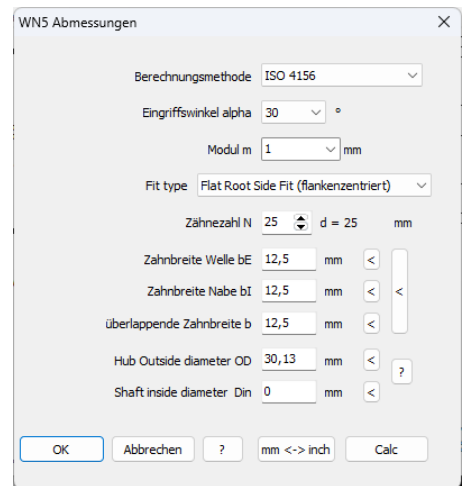 WN5 Abmessungen
Berechnungsmethode ISO 4156
Eingriffswinkel alpha 30 °
Modul m 1 mm
Fit type Flat Root Side Fit (flankenzentriert)
Zähnezahl N 25 d = 25 mm
Zahnbreite Welle bE 12,5 mm <
Zahnbreite Nabe bI 12,5 mm < <
überlappende Zahnbreite b 12,5 mm <
Hub Outside diameter OD 30,13 mm <
?
Shaft inside diameter Din 0 mm <
OK Abbrechen ? mm <-> inch Calc